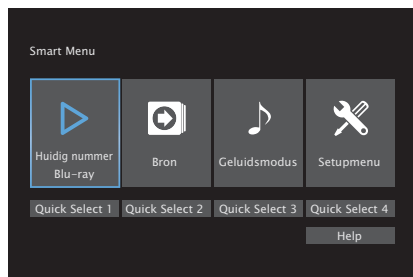 Smart Menu
Huidig nummer
Blu-ray
Bron
Geluidsmodus
Setupmenu
Quick Select 1
Quick Select 2
Quick Select 3
Quick Select 4
Help